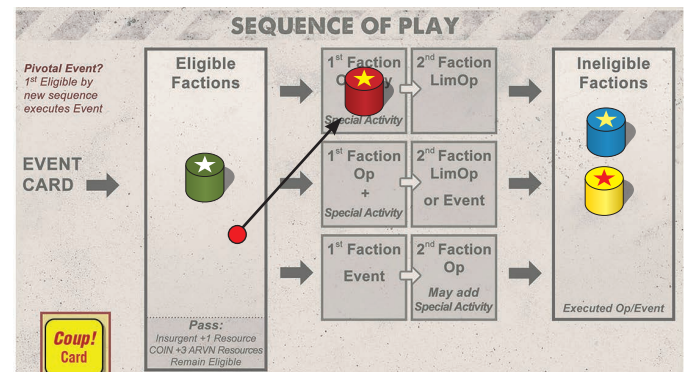 SEQUENCE OF PLAY
Pivotal Event?
1st Eligible by
new sequence
executes Event
EVENT
CARD
Eligible
Factions
Pass:
Insurgent +1 Resource
COIN +3 ARVN Resources
Remain Eligible
1st Faction
Special Activity
2nd Faction
LimOp
1st Faction
Op
+
Special Activity
2nd Faction
LimOp
or Event
1st Faction
Event
2nd Faction
Op
May add
Special Activity
Ineligible
Factions
Executed Op/Event
Coup!
Card